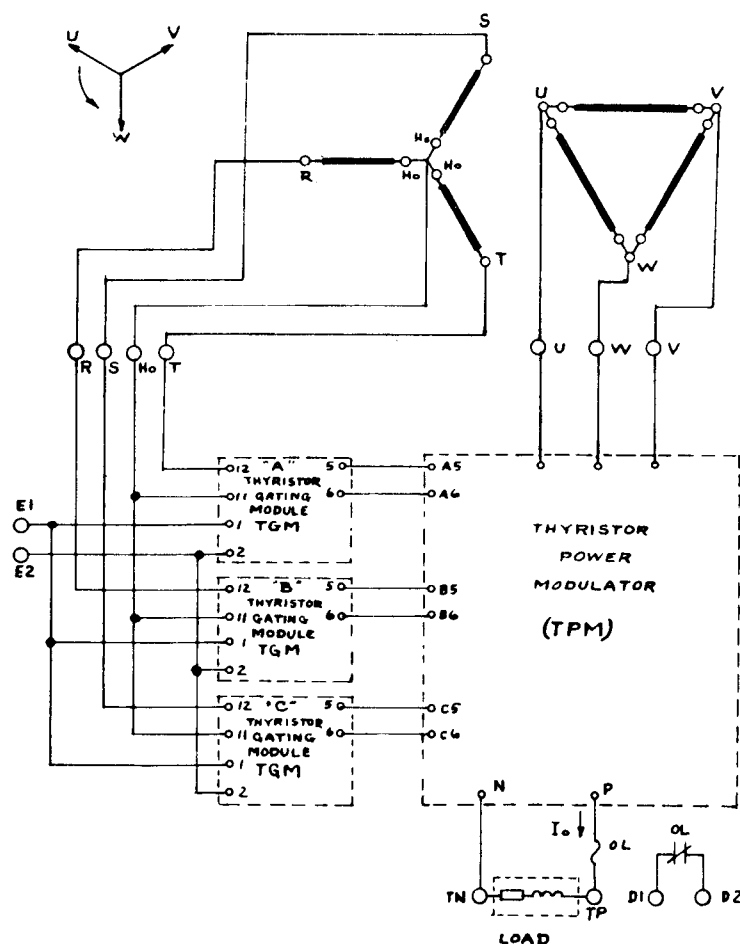 S
U
V
W
U
V
Ho
R
Ho
Ho
T
W
R
S
Ho
T
U
W
V
12
"A"
5
A5
THYRISTOR
11
GATING
6
A6
E1
MODULE
1
TGM
E2
2
THYRISTOR
POWER
MODULATOR
(TPM)
12
"B"
5
B5
THYRISTOR
11
GATING
6
B6
MODULE
1
TGM
2
12
"C"
5
C5
THYRISTOR
11
GATING
6
C6
MODULE
1
TGM
2
N
P
Io
OL
OL
TN
TP
D1
D2
LOAD